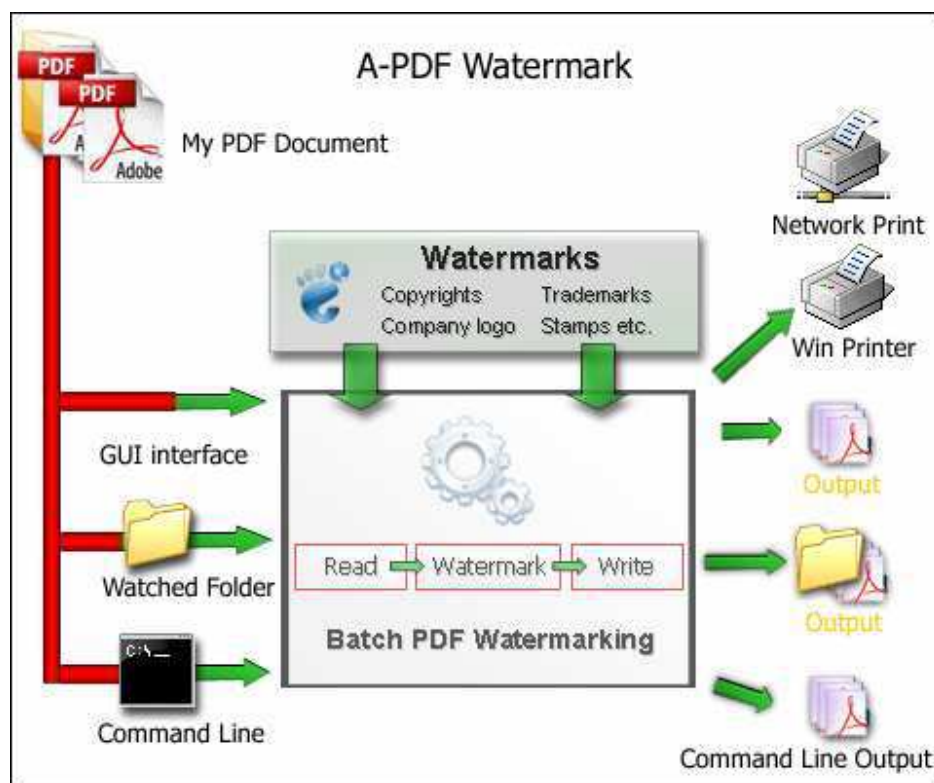 A-PDF Watermark
PDF
PDF
A
Adobe
My PDF Document
Network Print
Watermarks
Copyrights Trademarks
Company logo Stamps etc.
Win Printer
GUI interface
Output
Watched Folder
Read Watermark Write
Output
Batch PDF Watermarking
C:\_
Command Line
Command Line Output